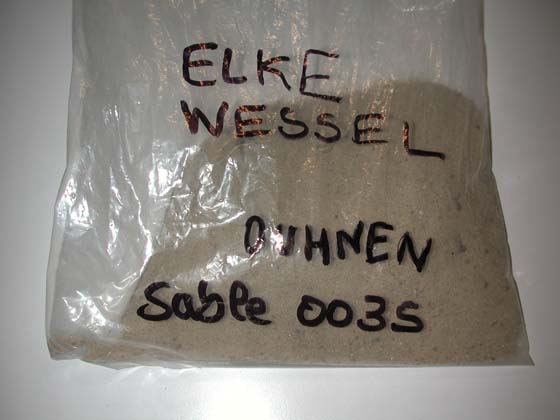 ELKE
WESSEL
DUHNEN
Sable 0035